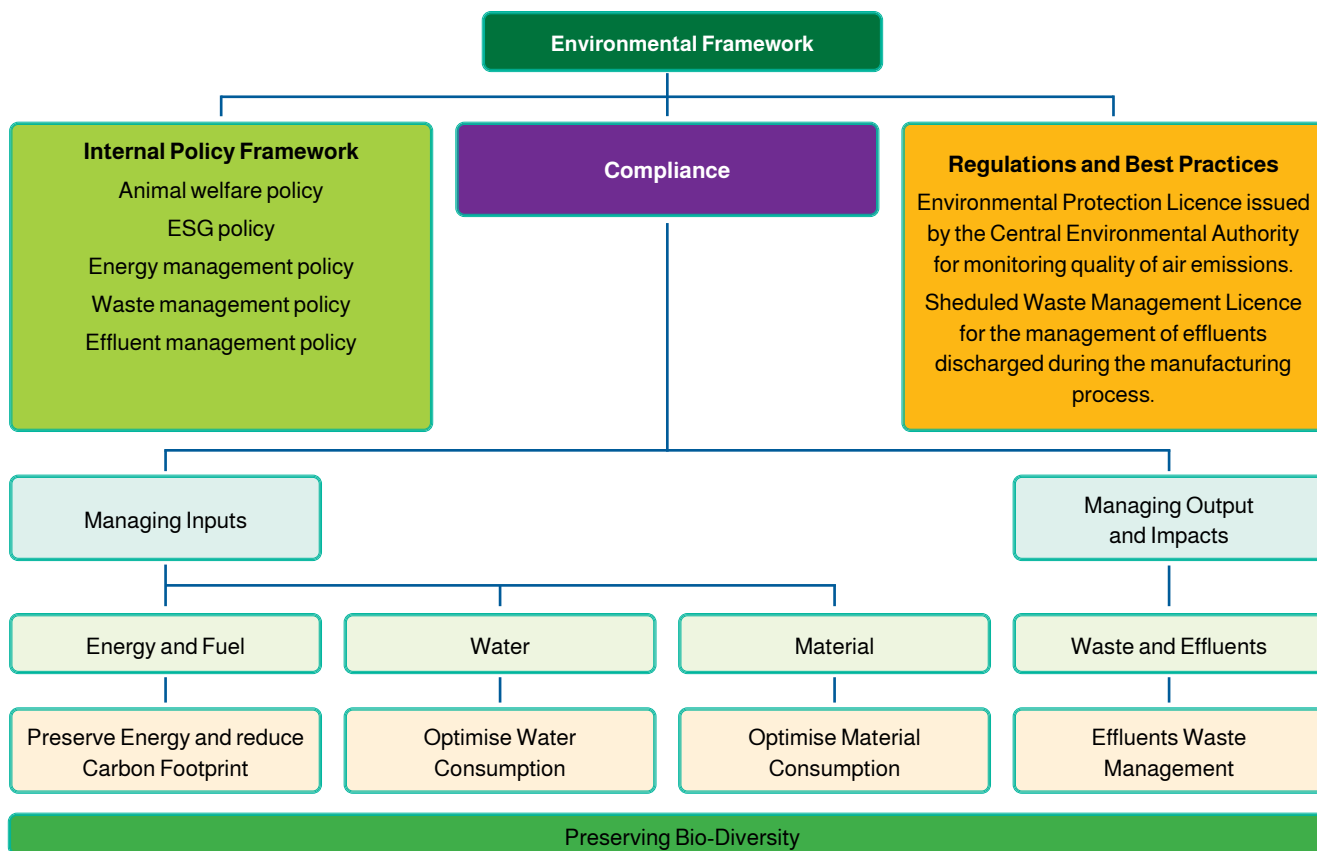 Environmental Framework
Internal Policy Framework
Animal welfare policy
ESG policy
Energy management policy
Waste management policy
Effluent management policy
Compliance
Regulations and Best Practices
Environmental Protection Licence issued
by the Central Environmental Authority
for monitoring quality of air emissions.
Sheduled Waste Management Licence
for the management of effluents
discharged during the manufacturing
process.
Managing Inputs
Managing Output
and Impacts
Energy and Fuel
Water
Material
Waste and Effluents
Preserve Energy and reduce
Carbon Footprint
Optimise Water
Consumption
Optimise Material
Consumption
Effluents Waste
Management
Preserving Bio-Diversity